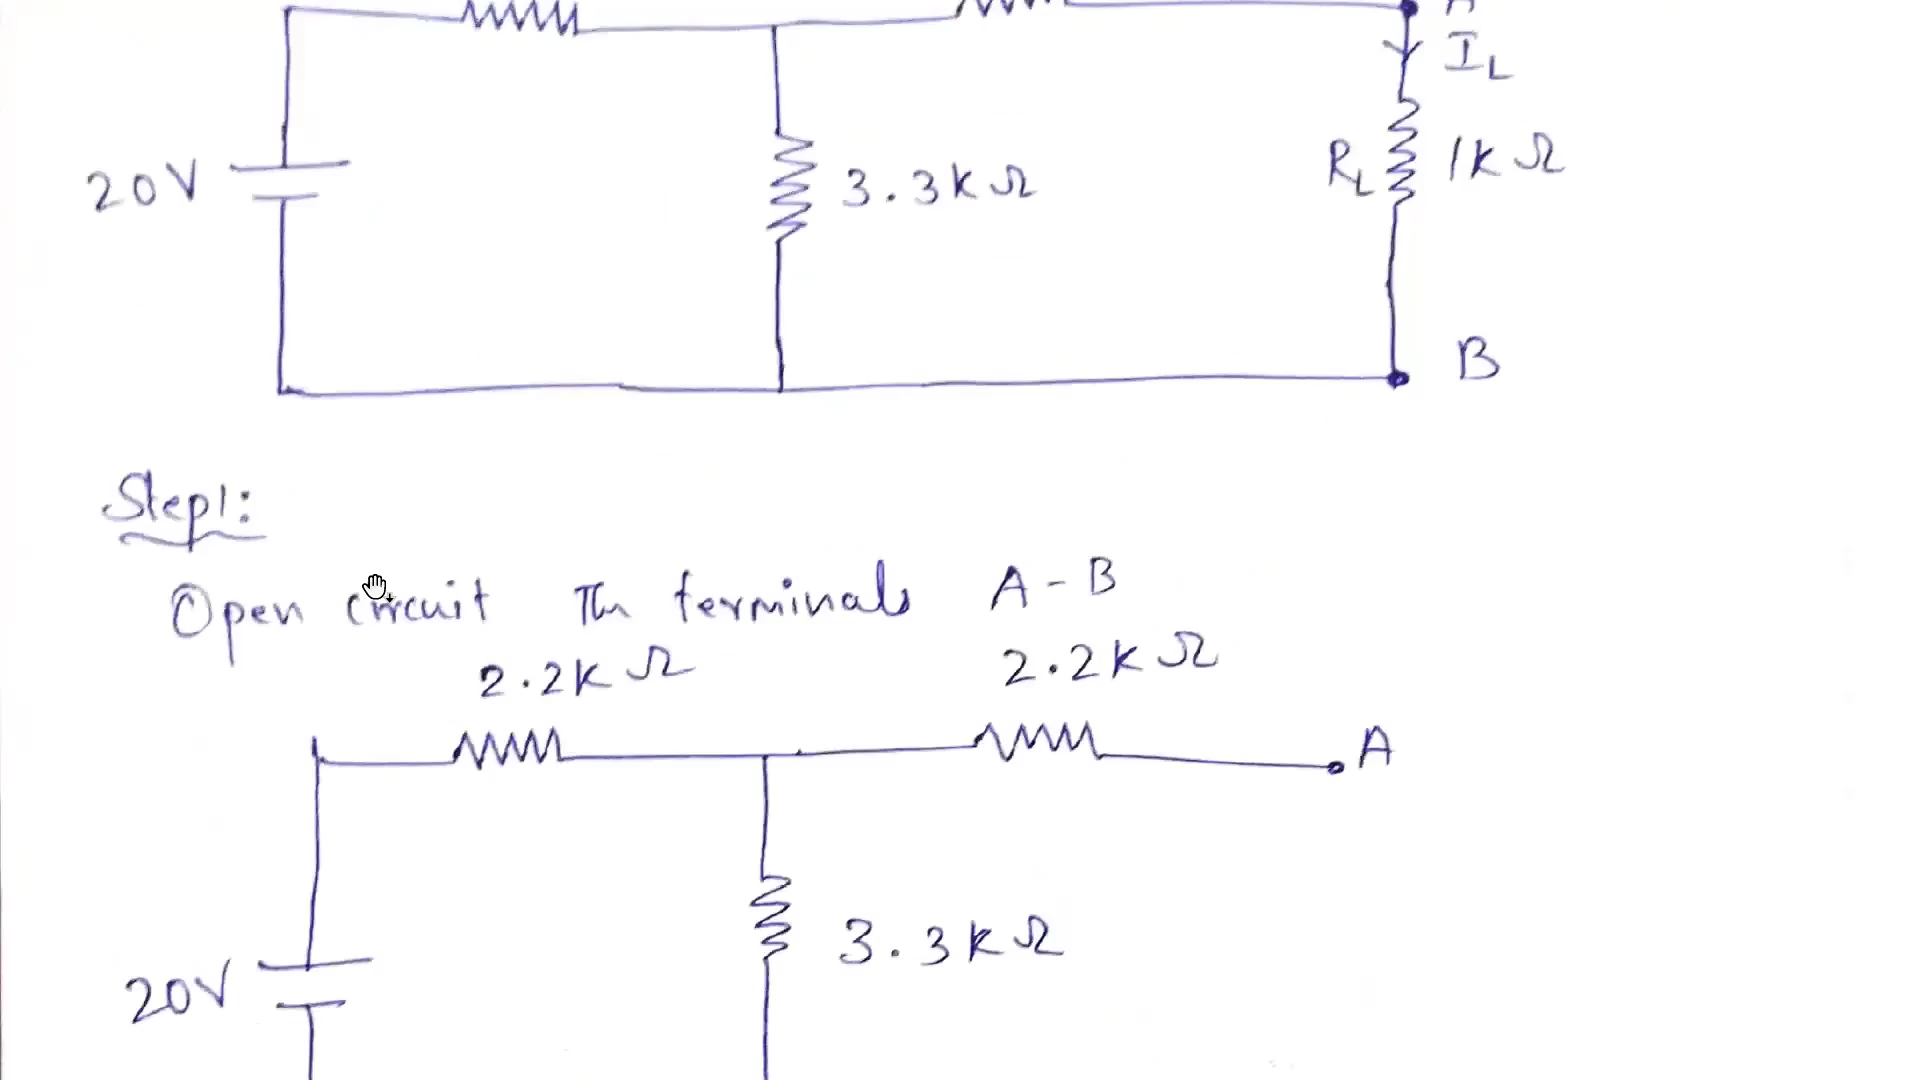 I_L
20V
3.3kΩ
R_L 1kΩ
B
Step1:
Open circuit The terminals A-B
2.2kΩ 2.2kΩ
A
3.3kΩ
20V